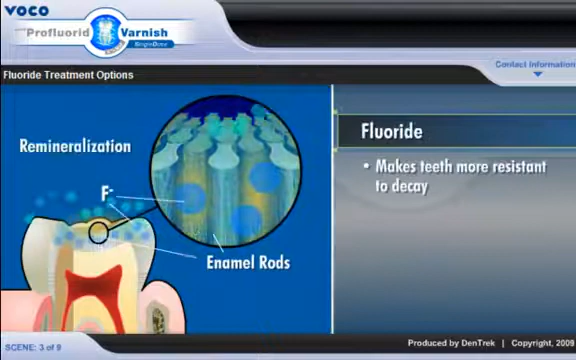 VOCO
Profluorid Varnish
SingleDose
Contact Information
Fluoride Treatment Options
Remineralization
F-
Enamel Rods
Fluoride
• Makes teeth more resistant
to decay
SCENE: 3 of 9
Produced by DenTrek | Copyright, 2009